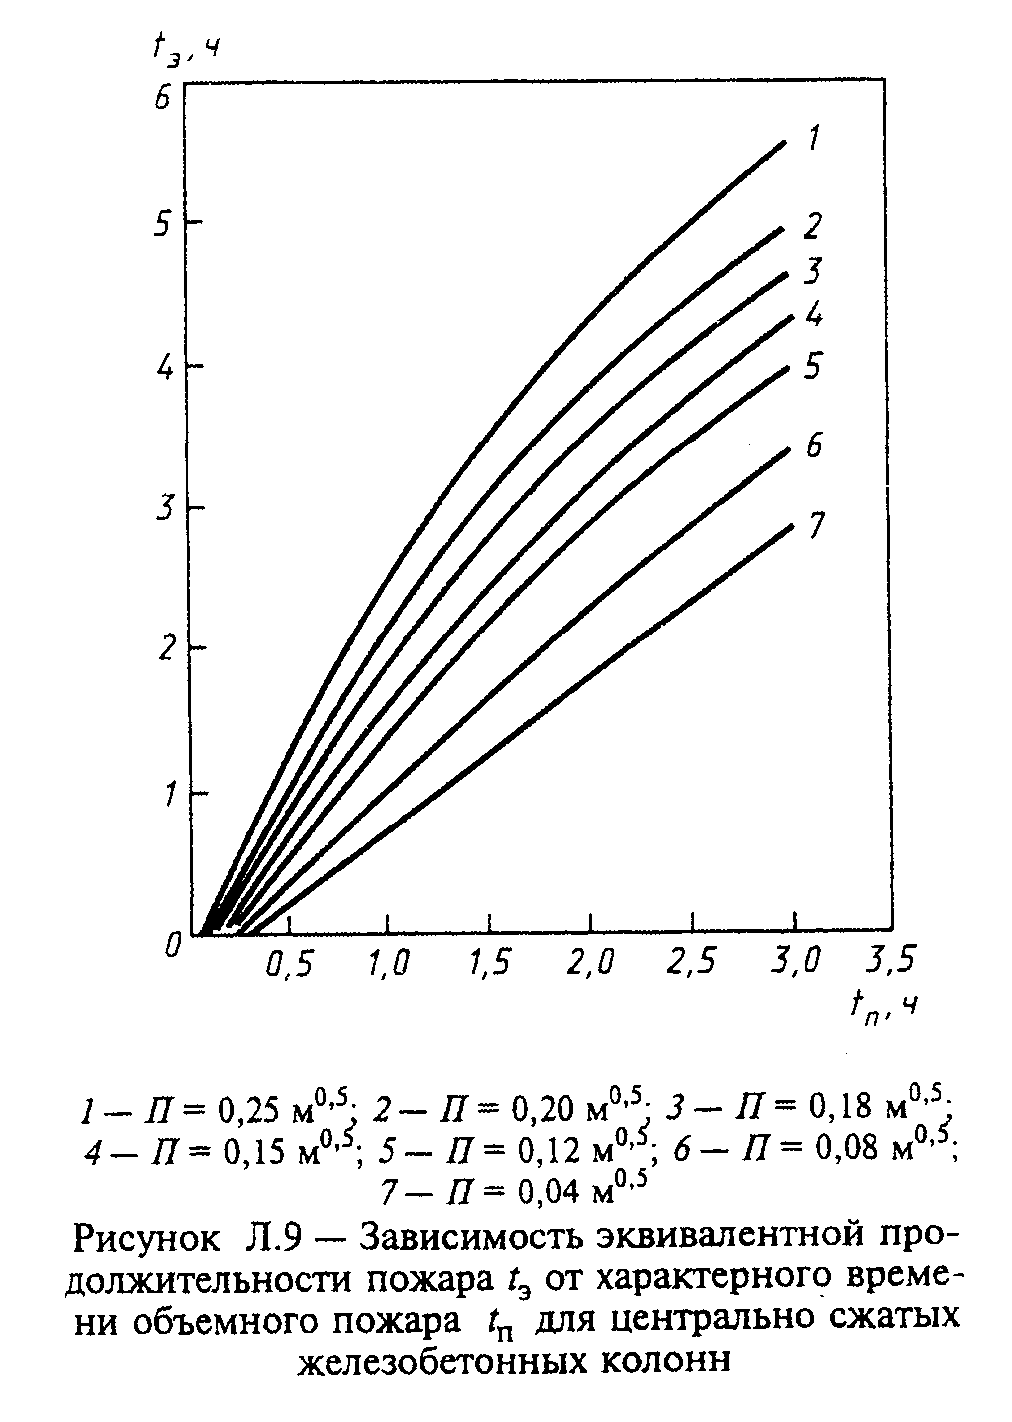 tэ, ч
6
5
4
3
2
1
0
1
2
3
4
5
6
7
0,5 1,0 1,5 2,0 2,5 3,0 3,5
tп, ч
1 — П = 0,25 м0,5; 2 — П = 0,20 м0,5; 3 — П = 0,18 м0,5;
4 — П = 0,15 м0,5; 5 — П = 0,12 м0,5; 6 — П = 0,08 м0,5;
7 — П = 0,04 м0,5
Рисунок Л.9 — Зависимость эквивалентной про-
должительности пожара tэ от характерного време-
ни объемного пожара tп для центрально сжатых
железобетонных колонн